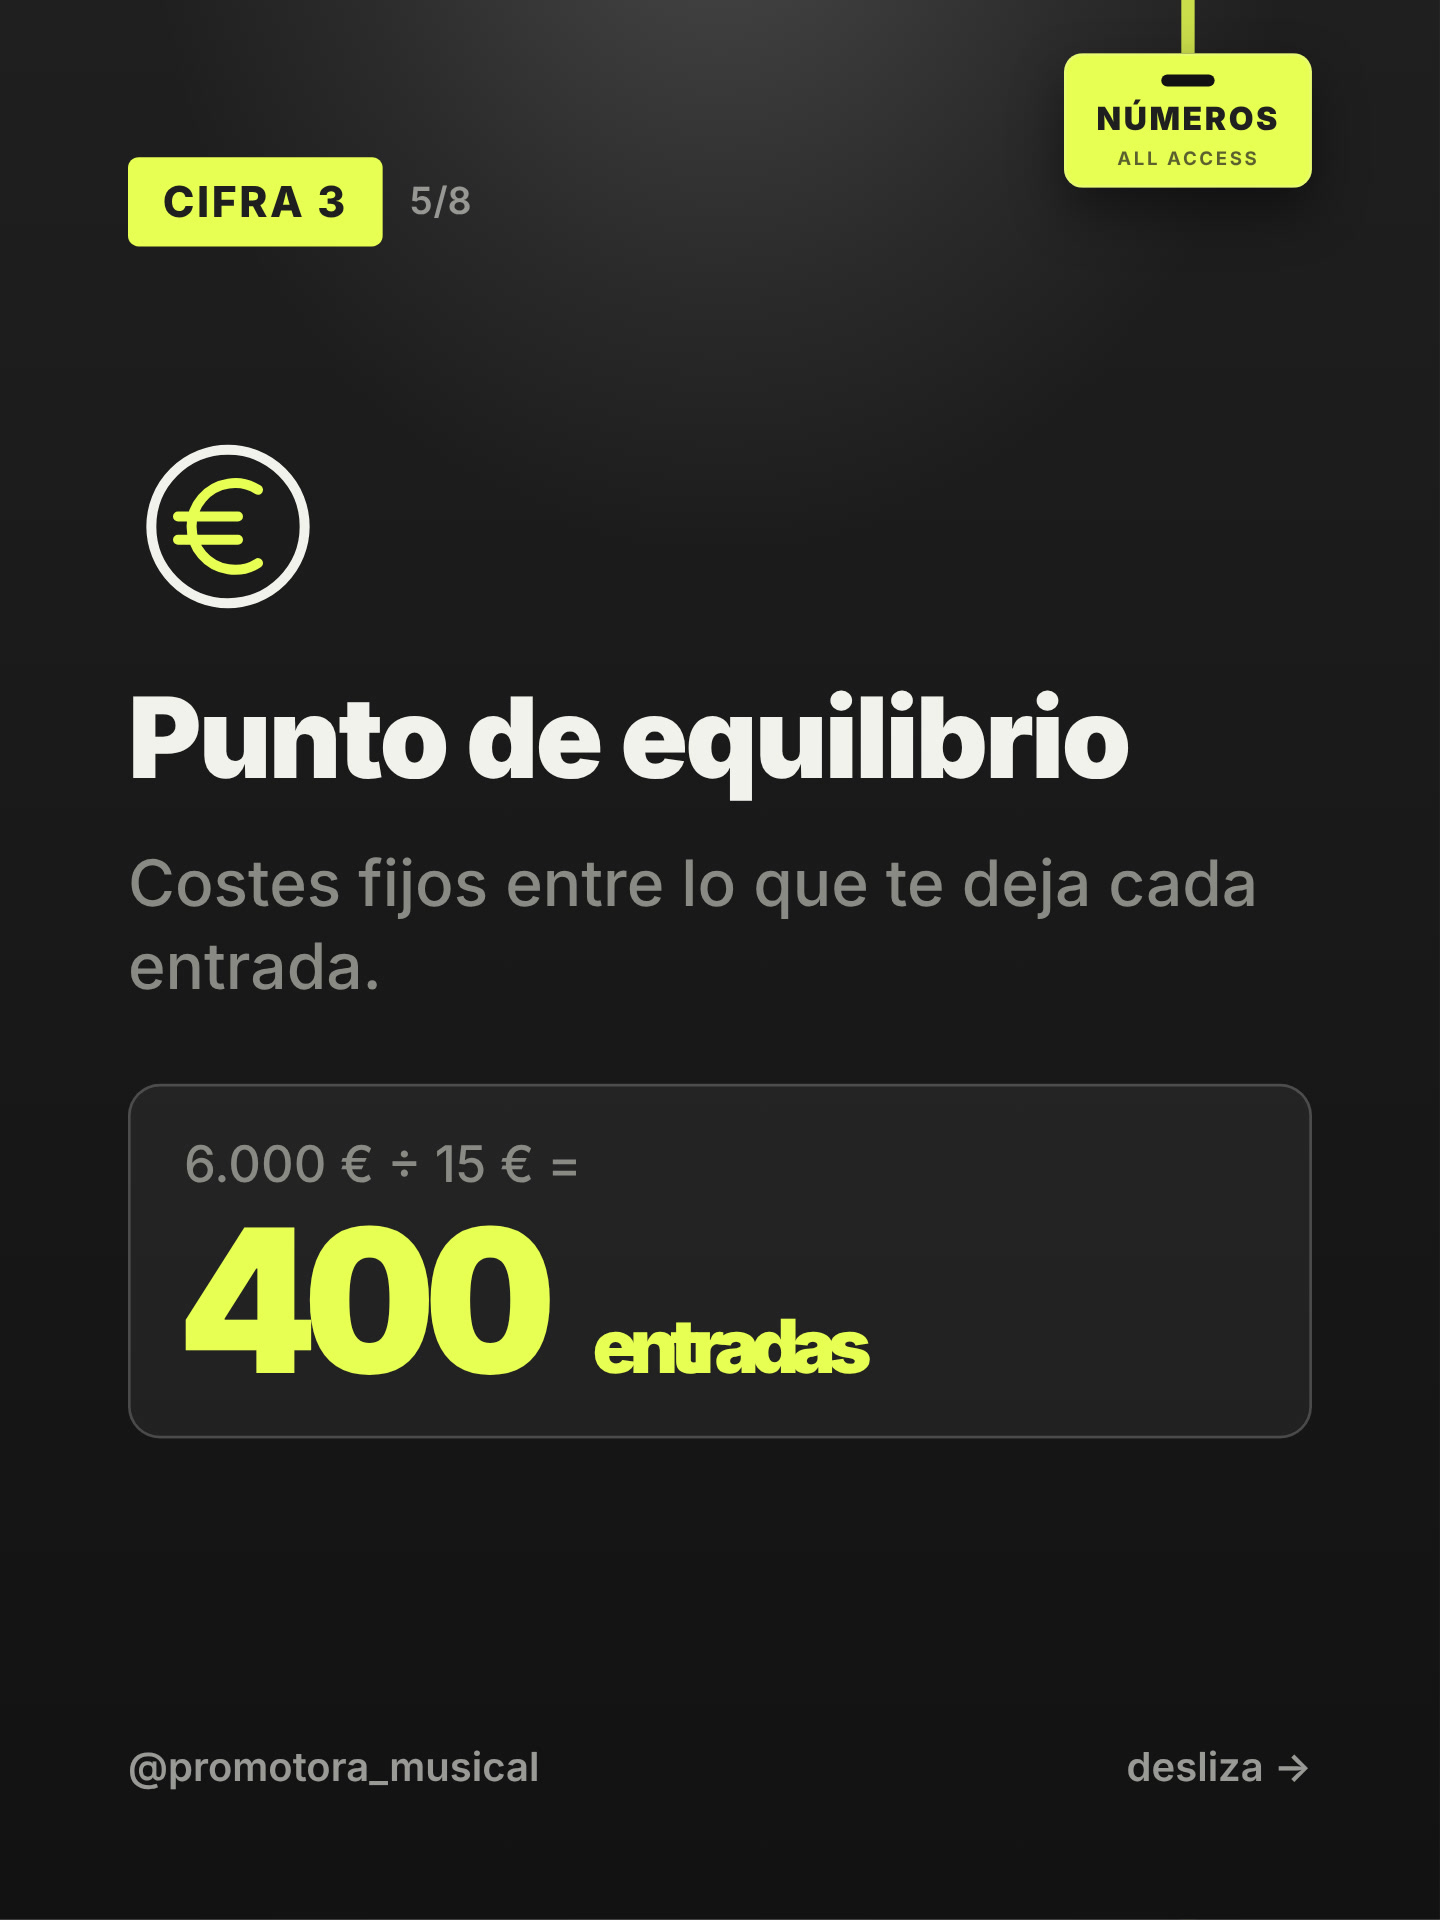 NÚMEROS
ALL ACCESS
CIFRA 3
5/8
€
Punto de equilibrio
Costes fijos entre lo que te deja cada
entrada.
6.000 € ÷ 15 € =
400 entradas
@promotora_musical
desliza →